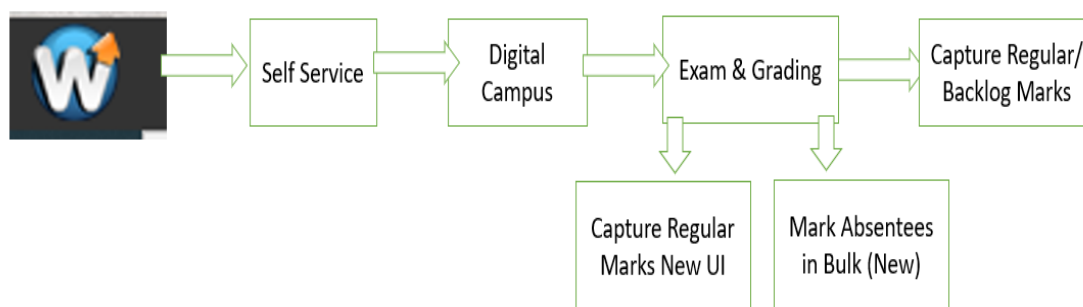 W
Self Service
Digital
Campus
Exam & Grading
Capture Regular/
Backlog Marks
Capture Regular
Marks New UI
Mark Absentees
in Bulk (New)